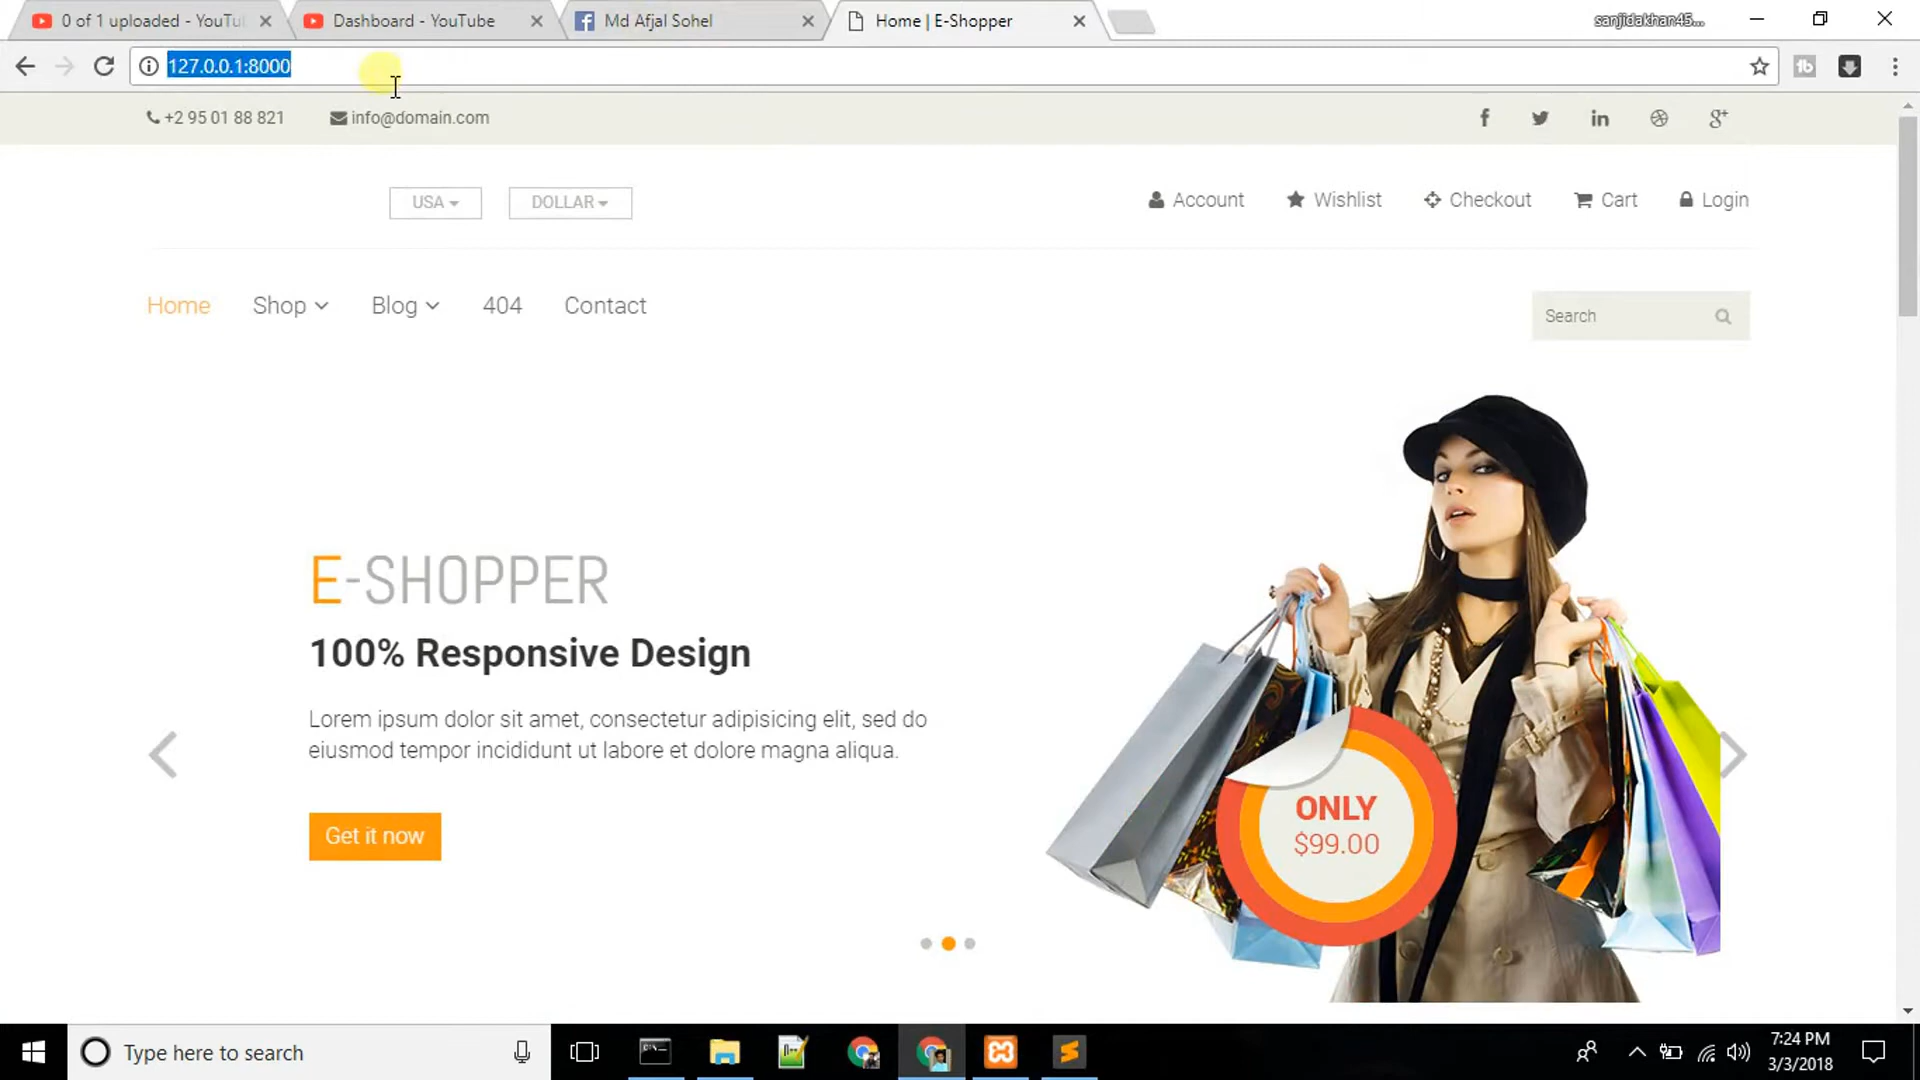 0 of 1 uploaded - YouTu
Dashboard - YouTube
Md Afjal Sohel
Home | E-Shopper
sanjidakhan45...
127.0.0.1:8000
+2 95 01 88 821
info@domain.com
USA
DOLLAR
Account
Wishlist
Checkout
Cart
Login
Home
Shop
Blog
404
Contact
Search
E-SHOPPER
100% Responsive Design
Lorem ipsum dolor sit amet, consectetur adipisicing elit, sed do
eiusmod tempor incididunt ut labore et dolore magna aliqua.
Get it now
ONLY
$99.00
Type here to search
7:24 PM
3/3/2018